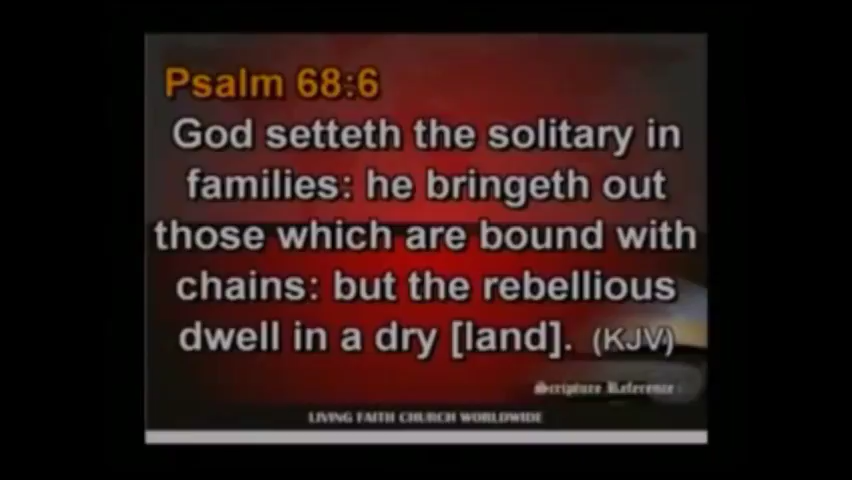 Psalm 68:6
God setteth the solitary in
families: he bringeth out
those which are bound with
chains: but the rebellious
dwell in a dry [land]. (KJV)
Scripture Reference
LIVING FAITH CHURCH WORLDWIDE